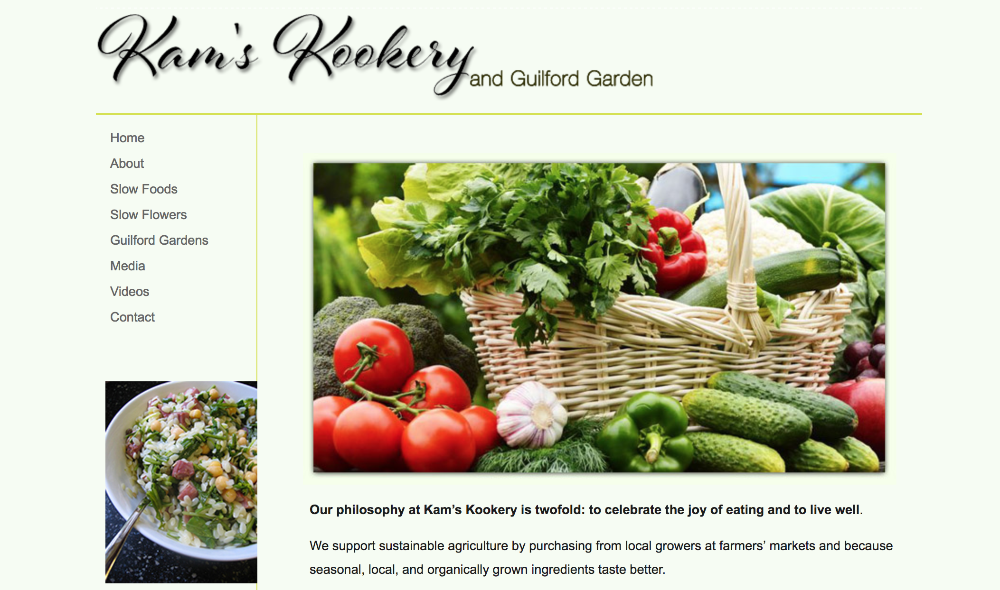 Kam's Kookery and Guilford Garden
Home
About
Slow Foods
Slow Flowers
Guilford Gardens
Media
Videos
Contact
Our philosophy at Kam’s Kookery is twofold: to celebrate the joy of eating and to live well.
We support sustainable agriculture by purchasing from local growers at farmers’ markets and because
seasonal, local, and organically grown ingredients taste better.